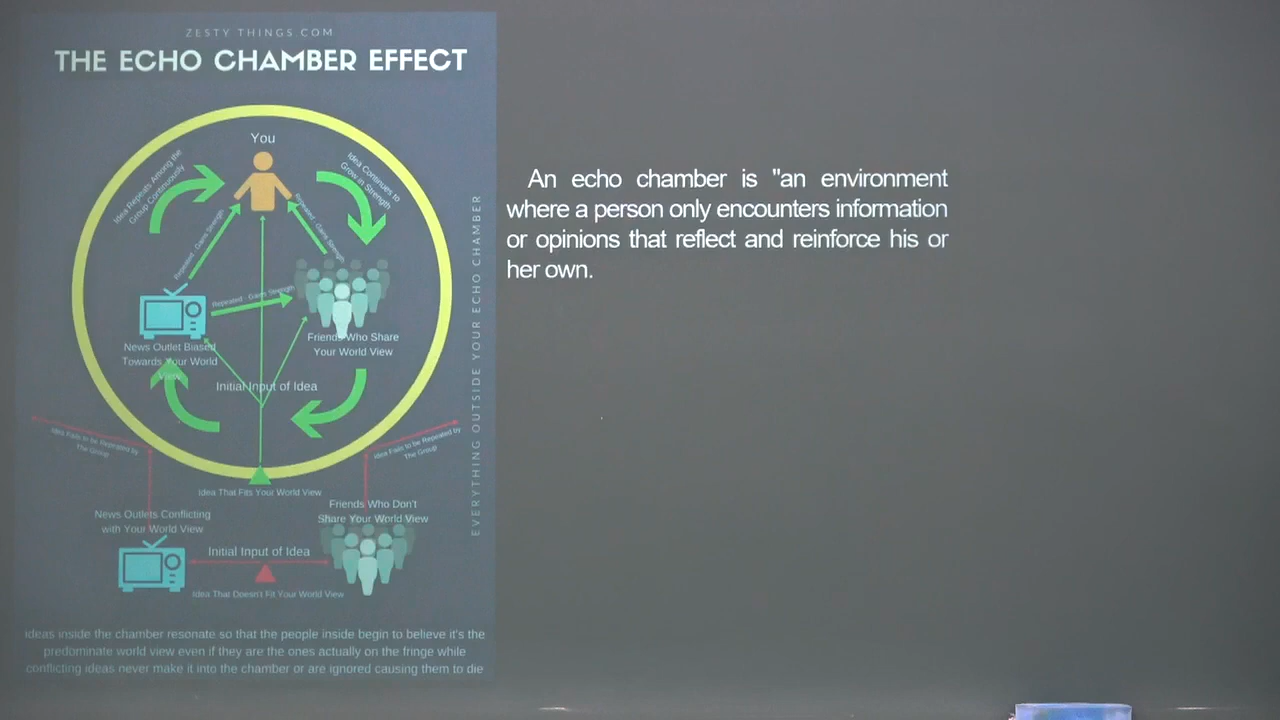 ZESTY THINGS.COM
THE ECHO CHAMBER EFFECT
You
Idea Repeats Among the
Group Continuously
Idea Continues to
Grow in Strength
Repeated - Gains Strength
Repeated - Gains Strength
Repeated - Gains Strength
News Outlet Biased
Towards Your World
View
Friends Who Share
Your World View
Initial Input of Idea
EVERYTHING OUTSIDE YOUR ECHO CHAMBER
Idea Fails to be Repeated by
The Group
Idea Fails to be Repeated by
The Group
Idea That Fits Your World View
News Outlets Conflicting
with Your World View
Friends Who Don't
Share Your World View
Initial Input of Idea
Idea That Doesn't Fit Your World View
ideas inside the chamber resonate so that the people inside begin to believe it's the
predominate world view even if they are the ones actually on the fringe while
conflicting ideas never make it into the chamber or are ignored causing them to die
An echo chamber is "an environment
where a person only encounters information
or opinions that reflect and reinforce his or
her own.